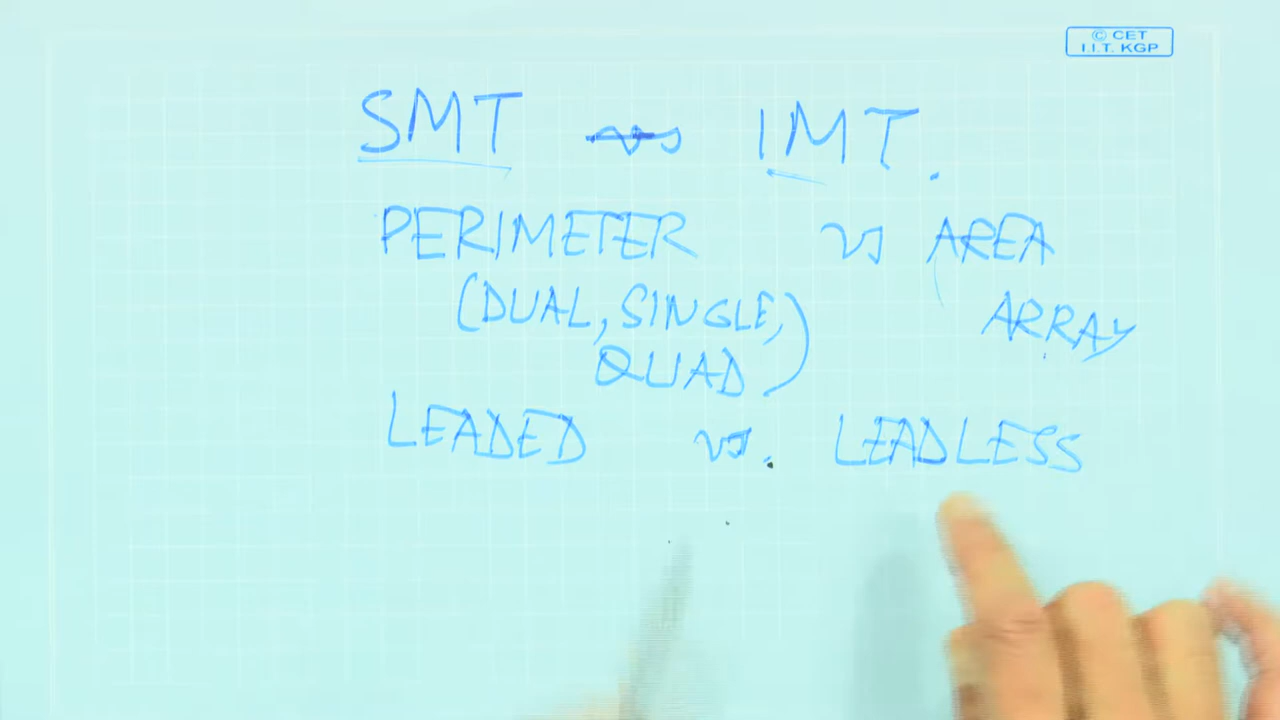 © CET
I.I.T. KGP
SMT vs IMT.
PERIMETER vs AREA
(DUAL, SINGLE, ARRAY
QUAD)
LEADED vs. LEADLESS